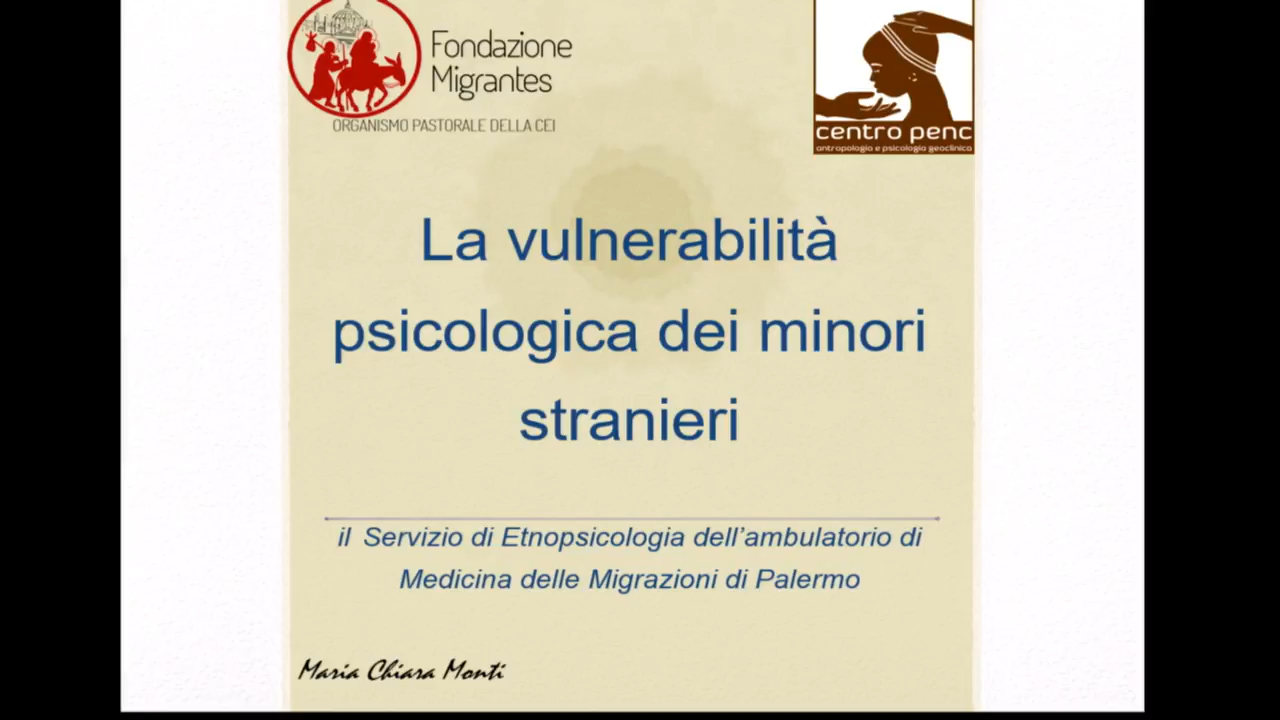 Fondazione
Migrantes
ORGANISMO PASTORALE DELLA CEI
centro penc
antropologia e psicologia geoclinica
La vulnerabilità
psicologica dei minori
stranieri
il Servizio di Etnopsicologia dell'ambulatorio di
Medicina delle Migrazioni di Palermo
Maria Chiara Monti